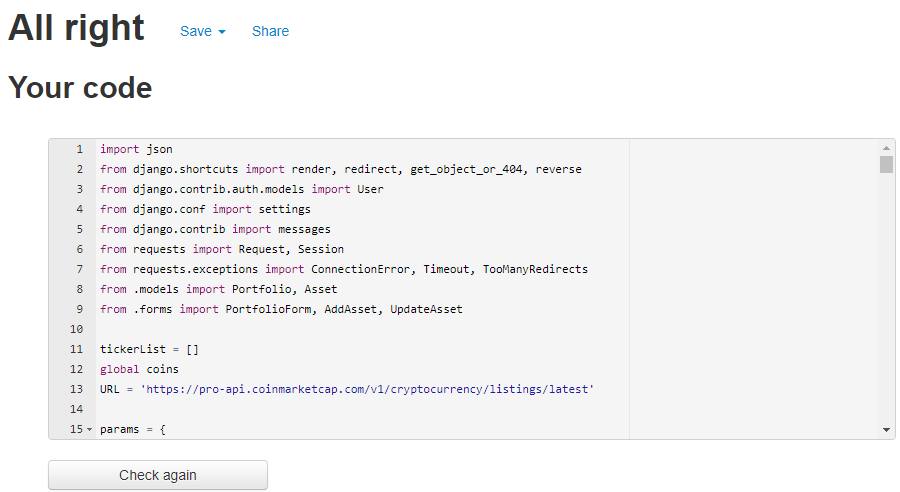 All right Save Share
Your code
1 import json
2 from django.shortcuts import render, redirect, get_object_or_404, reverse
3 from django.contrib.auth.models import User
4 from django.conf import settings
5 from django.contrib import messages
6 from requests import Request, Session
7 from requests.exceptions import ConnectionError, Timeout, TooManyRedirects
8 from .models import Portfolio, Asset
9 from .forms import PortfolioForm, AddAsset, UpdateAsset
10
11 tickerList = []
12 global coins
13 URL = 'https://pro-api.coinmarketcap.com/v1/cryptocurrency/listings/latest'
14
15 params = {
Check again